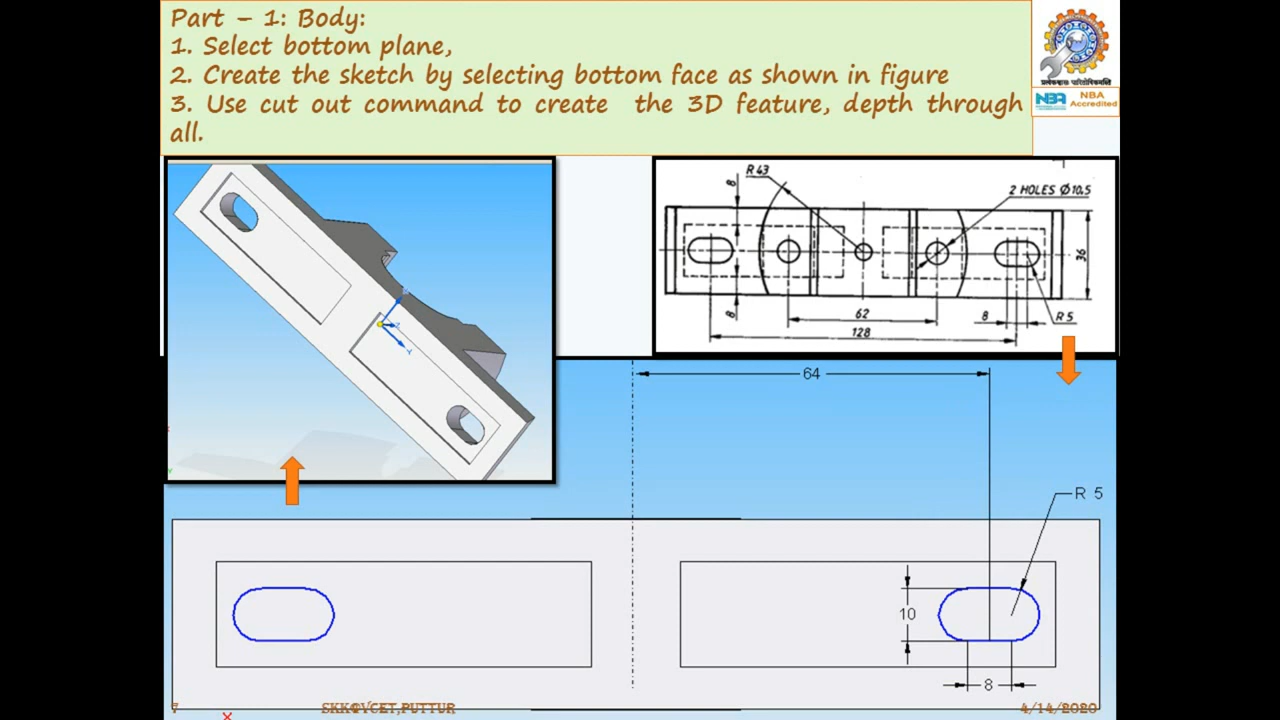 Part – 1: Body:
1. Select bottom plane,
2. Create the sketch by selecting bottom face as shown in figure
3. Use cut out command to create the 3D feature, depth through
all.
NBA
NBA
Accredited
R 43
8
2 HOLES Ø10.5
36
8
62
8
R 5
128
64
R 5
10
8
7
SKK@VCET,PUTTUR
4/14/2020